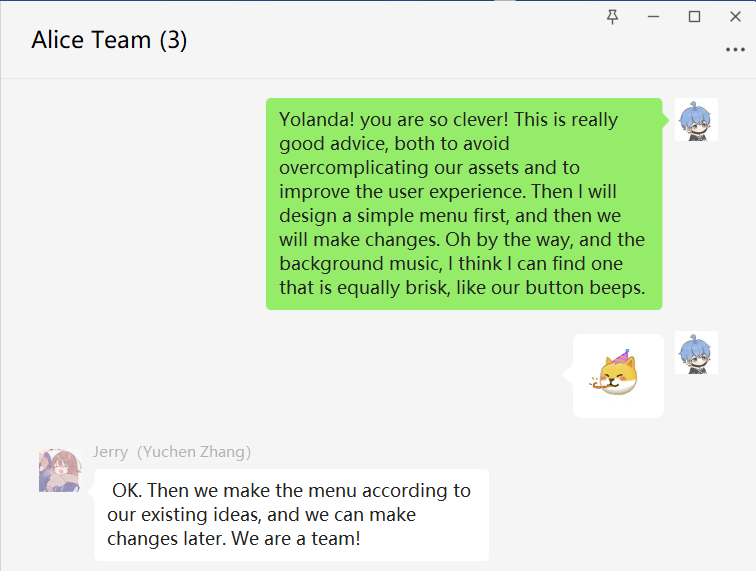 Alice Team (3)
Yolanda! you are so clever! This is really
good advice, both to avoid
overcomplicating our assets and to
improve the user experience. Then I will
design a simple menu first, and then we
will make changes. Oh by the way, and the
background music, I think I can find one
that is equally brisk, like our button beeps.
Jerry（Yuchen Zhang）
OK. Then we make the menu according to
our existing ideas, and we can make
changes later. We are a team!